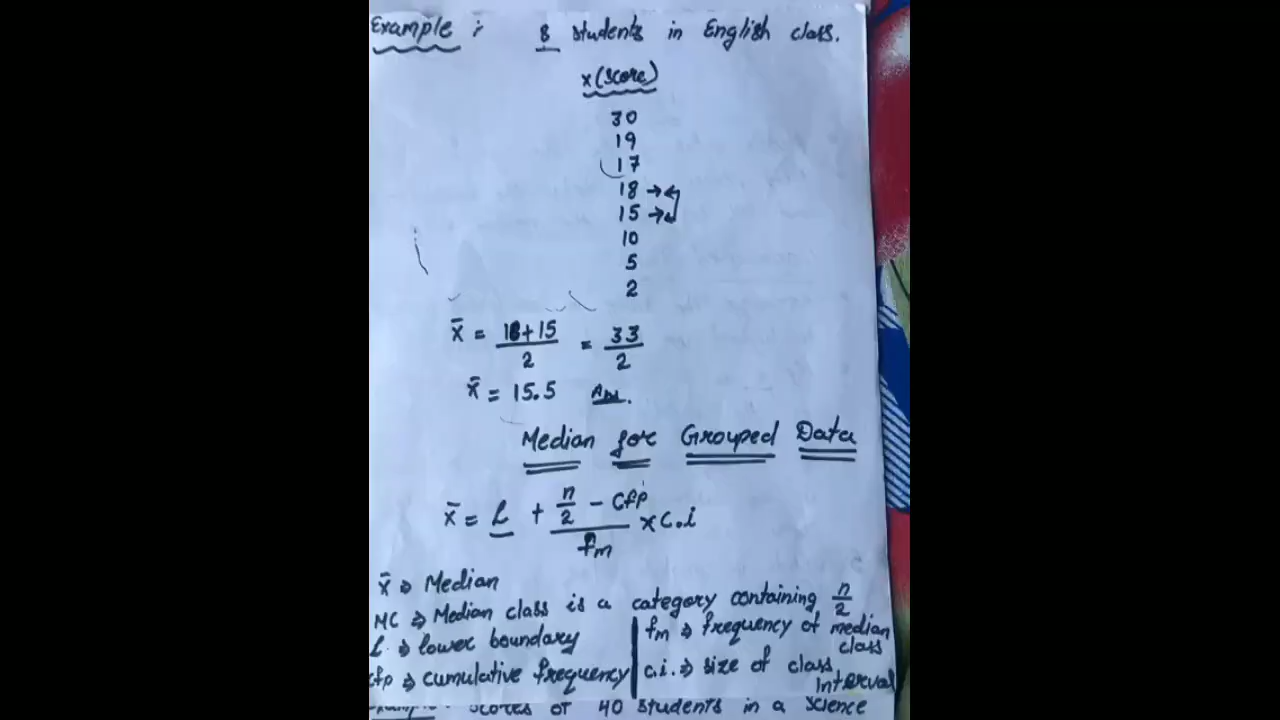 Example :- 8 students in English class.
x (score)
30
19
17
18
15
10
5
2
x̄ = 18+15/2 = 33/2
x̄ = 15.5 Ans.
Median for Grouped Data
x̄ = L + n/2 - cfp / fm x c.i
x̄ ⇒ Median
MC ⇒ Median class is a category containing n/2
L ⇒ lower boundary
cfp ⇒ cumulative frequency
fm ⇒ frequency of median class
c.i. ⇒ size of class Interval
Example scores of 40 students in a science